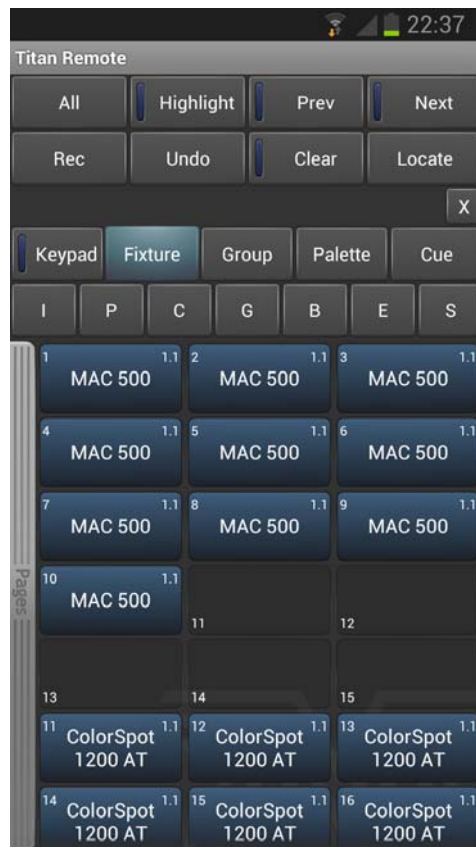 22:37
Titan Remote
All Highlight Prev Next
Rec Undo Clear Locate
X
Keypad Fixture Group Palette Cue
I P C G B E S
1 1.1 2 1.1 3 1.1
MAC 500 MAC 500 MAC 500
4 1.1 5 1.1 6 1.1
MAC 500 MAC 500 MAC 500
7 1.1 8 1.1 9 1.1
MAC 500 MAC 500 MAC 500
Pages
10 1.1
MAC 500
11 12
13 14 15
11 1.1 12 1.1 13 1.1
ColorSpot ColorSpot ColorSpot
1200 AT 1200 AT 1200 AT
14 1.1 15 1.1 16 1.1
ColorSpot ColorSpot ColorSpot
1200 AT 1200 AT 1200 AT